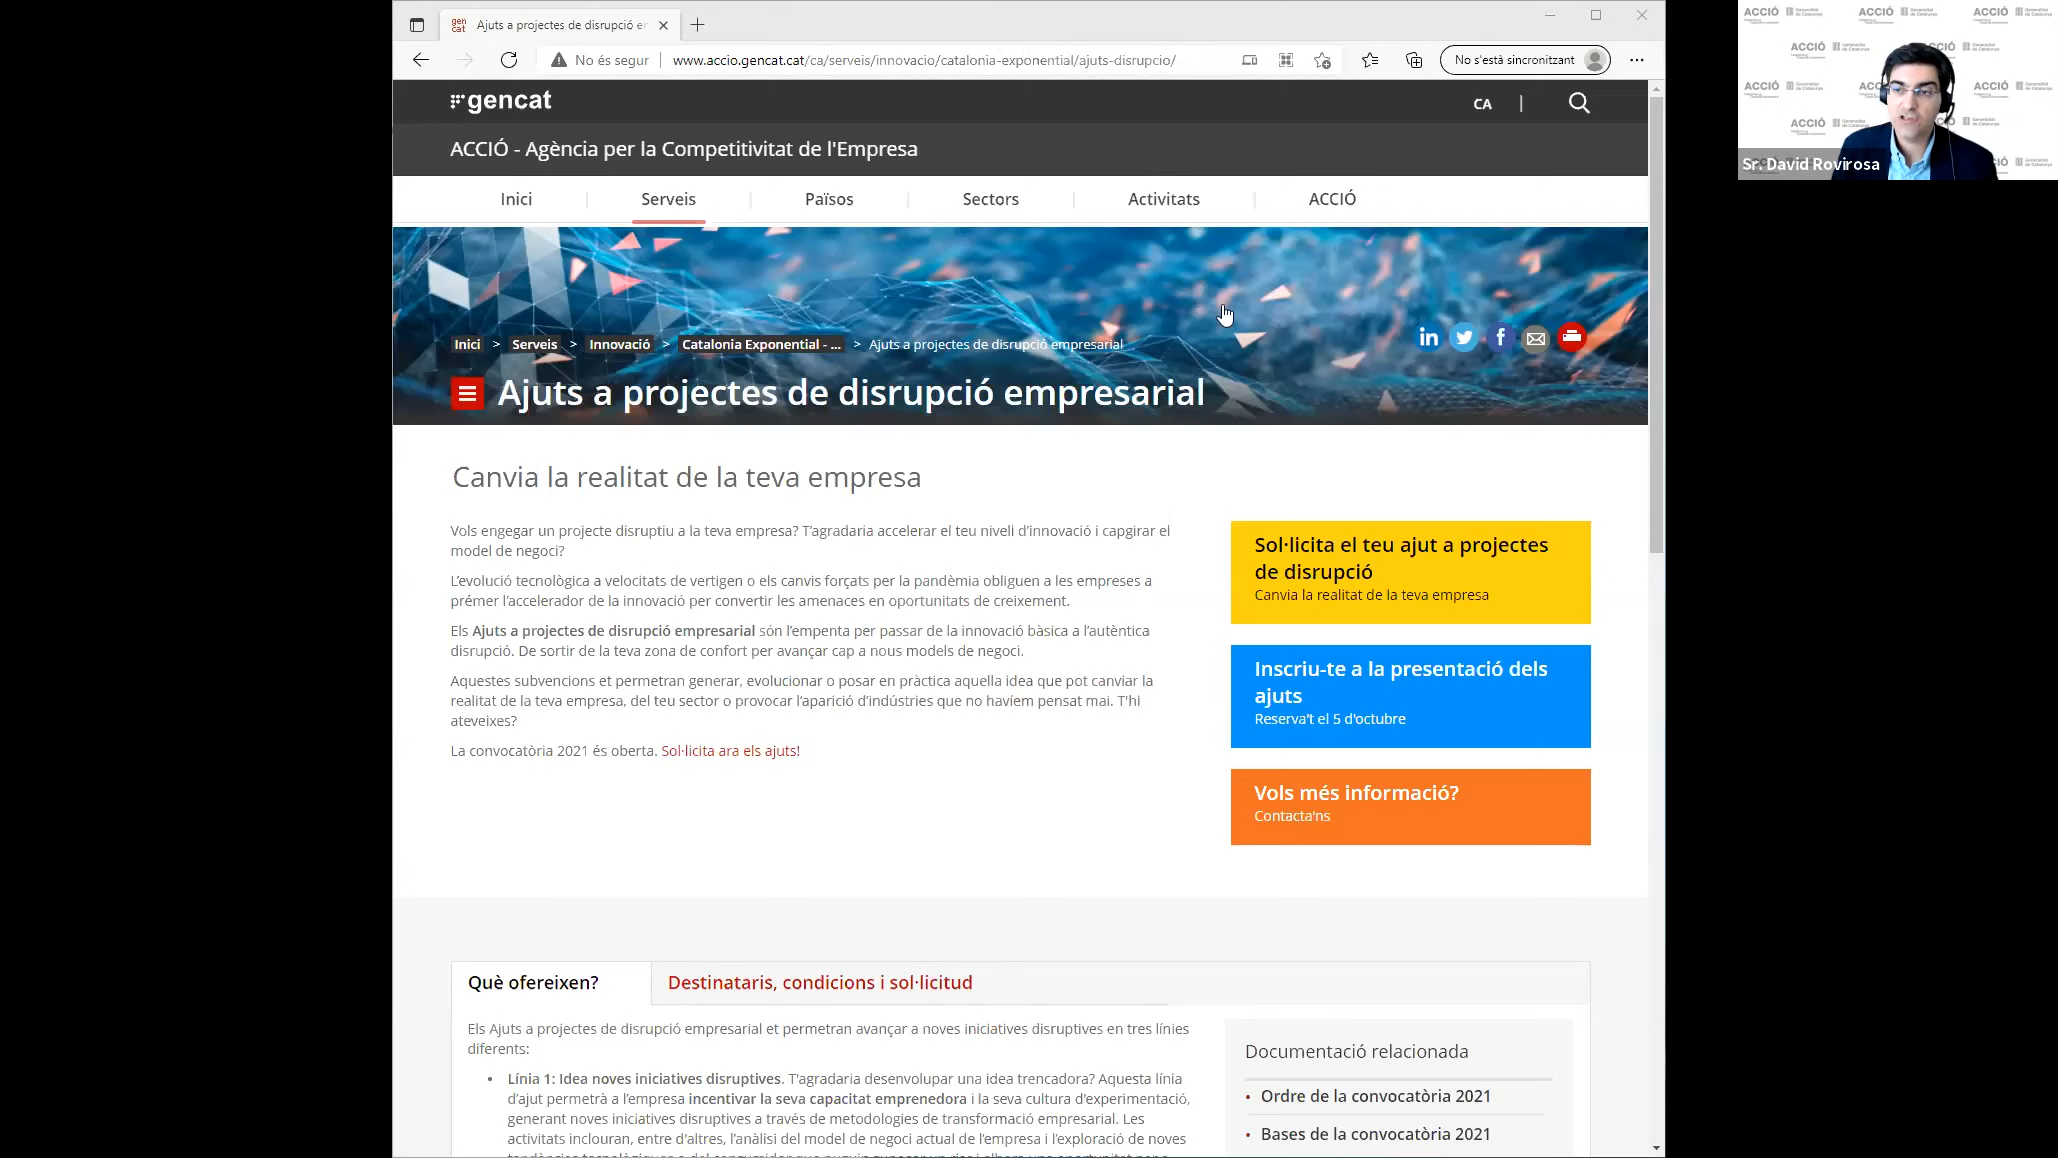 Ajuts a projectes de disrupció er
No és segur
www.accio.gencat.cat/ca/serveis/innovacio/catalonia-exponential/ajuts-disrupcio/
No s'està sincronitzant
gencat
CA
ACCIÓ - Agència per la Competitivitat de l'Empresa
Inici
Serveis
Països
Sectors
Activitats
ACCIÓ
Inici > Serveis > Innovació > Catalonia Exponential - ... > Ajuts a projectes de disrupció empresarial
Ajuts a projectes de disrupció empresarial
Canvia la realitat de la teva empresa
Vols engegar un projecte disruptiu a la teva empresa? T'agradaria accelerar el teu nivell d'innovació i capgirar el
model de negoci?
L'evolució tecnològica a velocitats de vertigen o els canvis forçats per la pandèmia obliguen a les empreses a
prémer l'accelerador de la innovació per convertir les amenaces en oportunitats de creixement.
Els Ajuts a projectes de disrupció empresarial són l'empenta per passar de la innovació bàsica a l'autèntica
disrupció. De sortir de la teva zona de confort per avançar cap a nous models de negoci.
Aquestes subvencions et permetran generar, evolucionar o posar en pràctica aquella idea que pot canviar la
realitat de la teva empresa, del teu sector o provocar l'aparició d'indústries que no havíem pensat mai. T'hi
ateveixes?
La convocatòria 2021 és oberta. Sol·licita ara els ajuts!
Sol·licita el teu ajut a projectes
de disrupció
Canvia la realitat de la teva empresa
Inscriu-te a la presentació dels
ajuts
Reserva't el 5 d'octubre
Vols més informació?
Contacta'ns
Què ofereixen?
Destinataris, condicions i sol·licitud
Els Ajuts a projectes de disrupció empresarial et permetran avançar a noves iniciatives disruptives en tres línies
diferents:
• Línia 1: Idea noves iniciatives disruptives. T'agradaria desenvolupar una idea trencadora? Aquesta línia
d'ajut permetrà a l'empresa incentivar la seva capacitat emprenedora i la seva cultura d'experimentació,
generant noves iniciatives disruptives a través de metodologies de transformació empresarial. Les
activitats inclouran, entre d'altres, l'anàlisi del model de negoci actual de l'empresa i l'exploració de noves
Documentació relacionada
• Ordre de la convocatòria 2021
• Bases de la convocatòria 2021
Sr. David Rovirosa